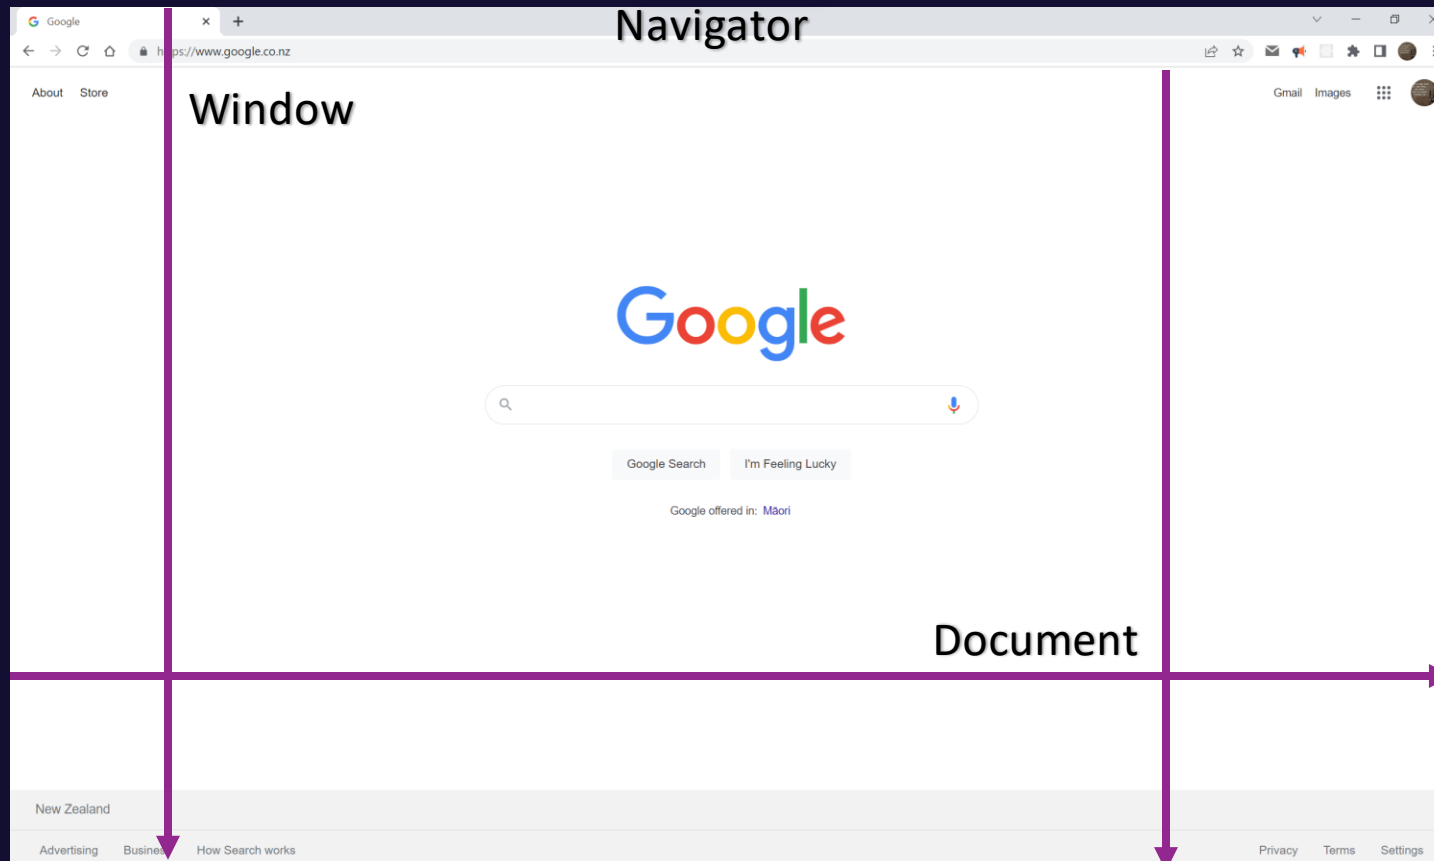 Google
Navigator
https://www.google.co.nz
About Store
Gmail Images
Window
Google
Google Search I'm Feeling Lucky
Google offered in: Māori
Document
New Zealand
Advertising Business How Search works
Privacy Terms Settings